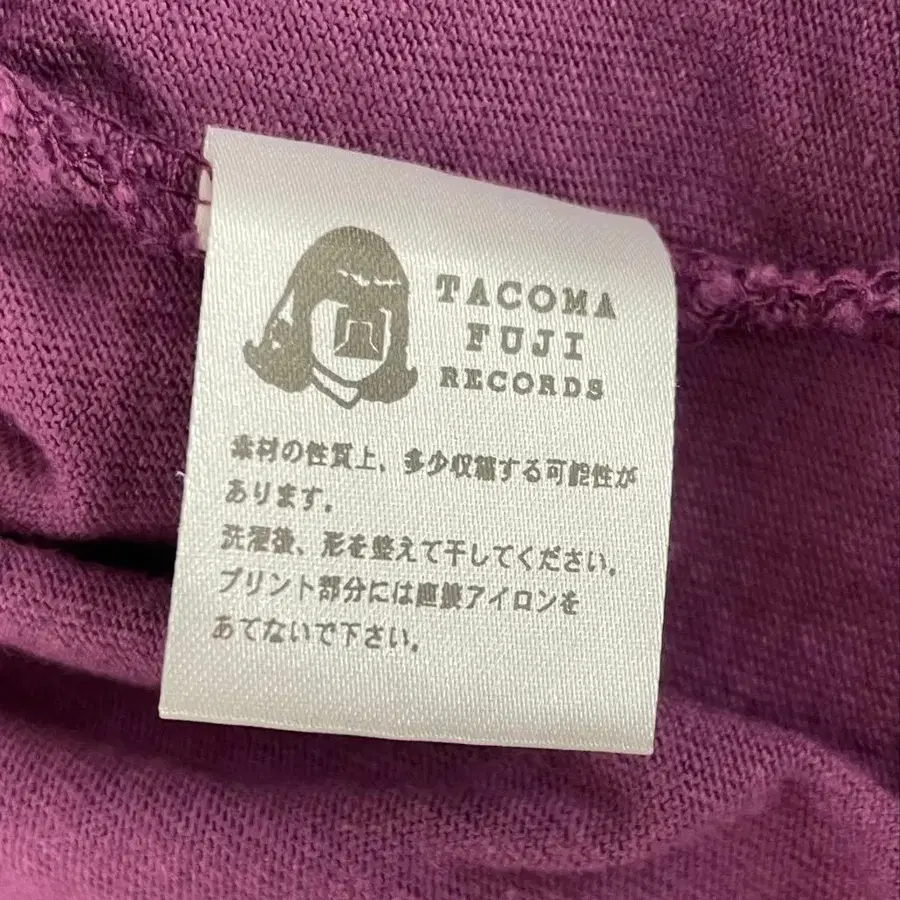 TACOMA
FUJI
RECORDS
素材の性質上、多少収縮する可能性が
あります。
洗濯後、形を整えて干してください。
プリント部分には直接アイロンを
あてないで下さい。